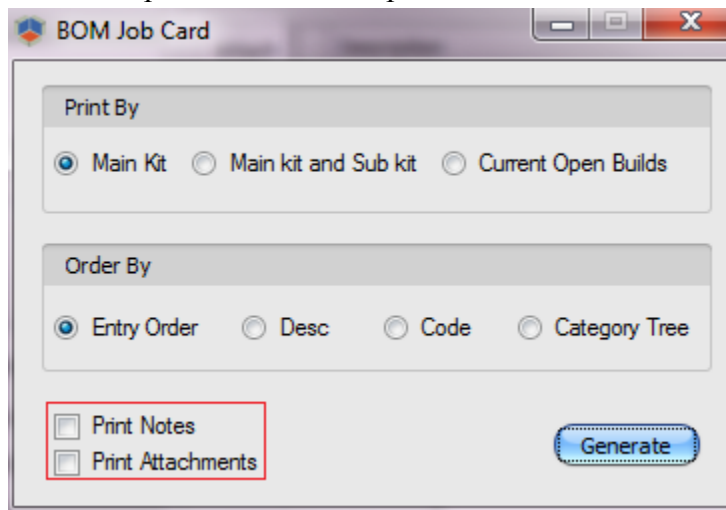 BOM Job Card
Print By
Main Kit Main kit and Sub kit Current Open Builds
Order By
Entry Order Desc Code Category Tree
Print Notes
Print Attachments
Generate